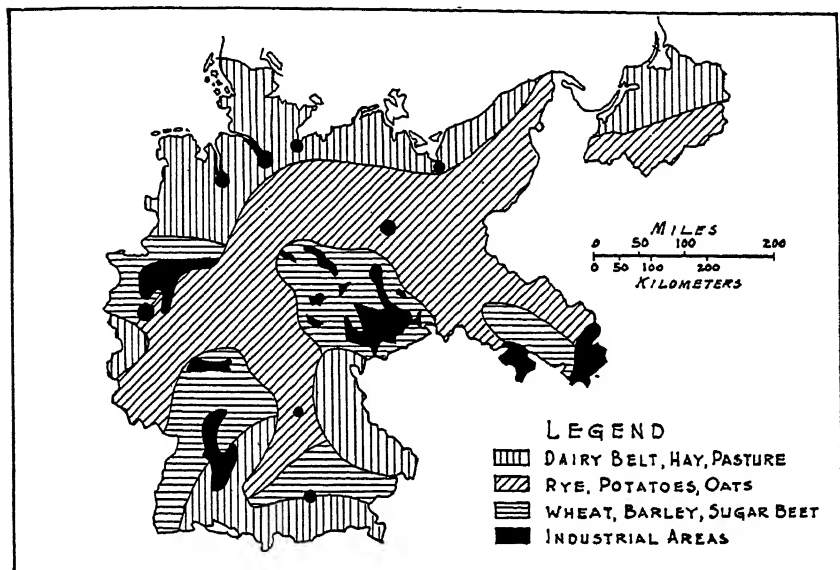 MILES
0 50 100 200
0 50 100 200
KILOMETERS
LEGEND
DAIRY BELT, HAY, PASTURE
RYE, POTATOES, OATS
WHEAT, BARLEY, SUGAR BEET
INDUSTRIAL AREAS